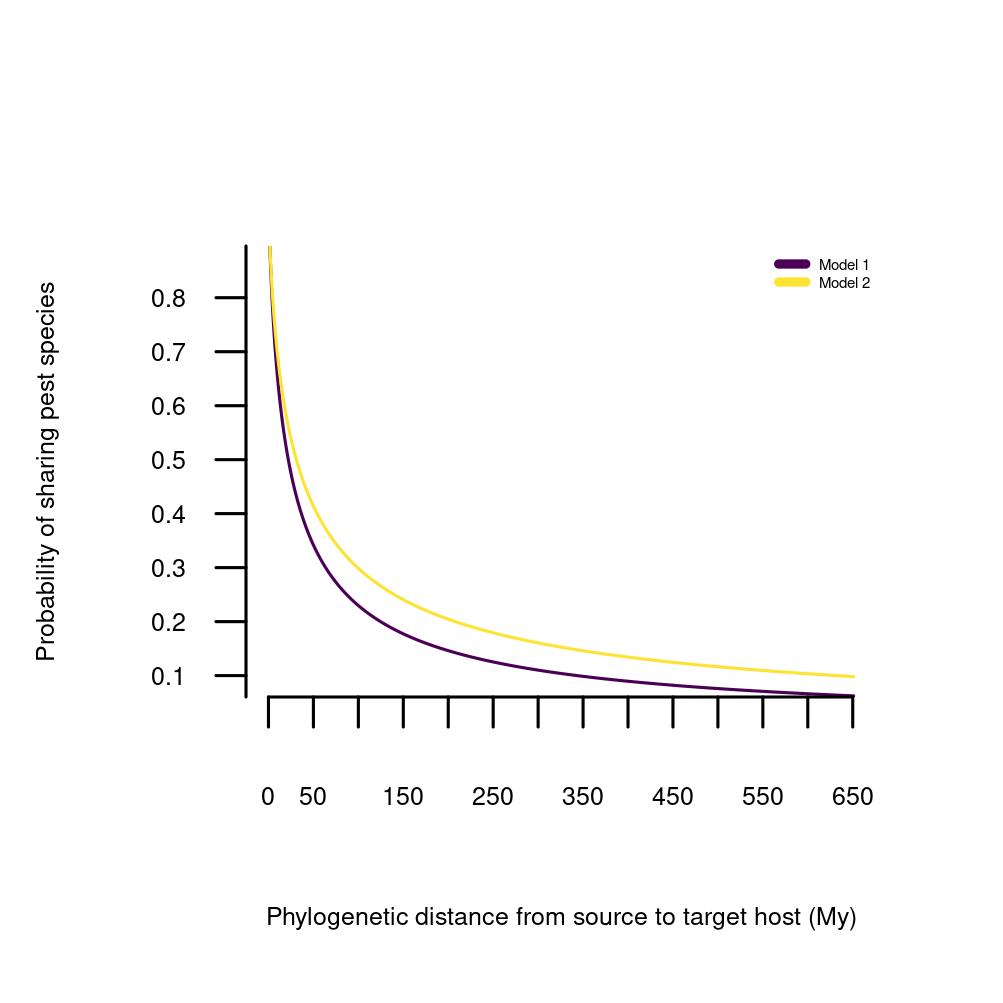 Model 1
Model 2
Probability of sharing pest species
0.8
0.7
0.6
0.5
0.4
0.3
0.2
0.1
0 50 150 250 350 450 550 650
Phylogenetic distance from source to target host (My)